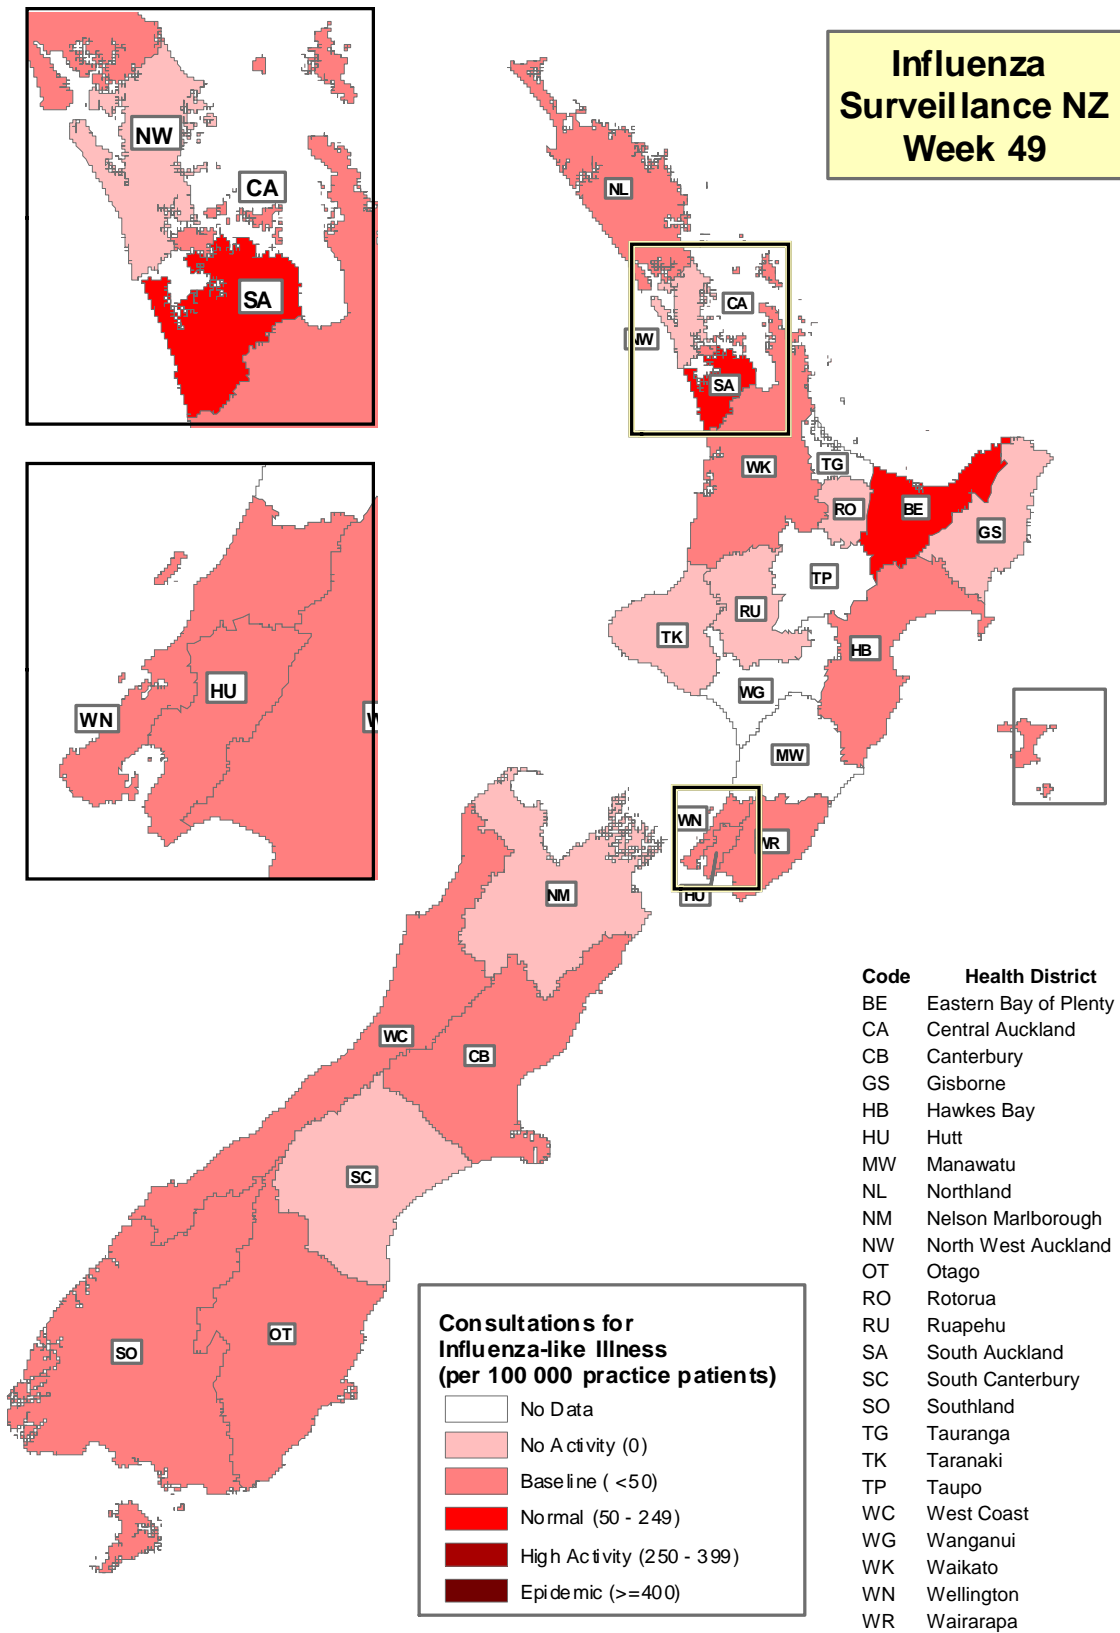 Influenza
Surveillance NZ
Week 49
NW
CA
SA
HU
WN
W
NL
CA
NW
SA
WK
TG
RO
BE
GS
TP
RU
TK
HB
WG
MW
WN
WR
HU
NM
WC
CB
SC
OT
SO
Code Health District
BE Eastern Bay of Plenty
CA Central Auckland
CB Canterbury
GS Gisborne
HB Hawkes Bay
HU Hutt
MW Manawatu
NL Northland
NM Nelson Marlborough
NW North West Auckland
OT Otago
RO Rotorua
RU Ruapehu
SA South Auckland
SC South Canterbury
SO Southland
TG Tauranga
TK Taranaki
TP Taupo
WC West Coast
WG Wanganui
WK Waikato
WN Wellington
WR Wairarapa
Consultations for
Influenza-like Illness
(per 100 000 practice patients)
No Data
No Activity (0)
Baseline ( <50)
Normal (50 - 249)
High Activity (250 - 399)
Epidemic (>=400)